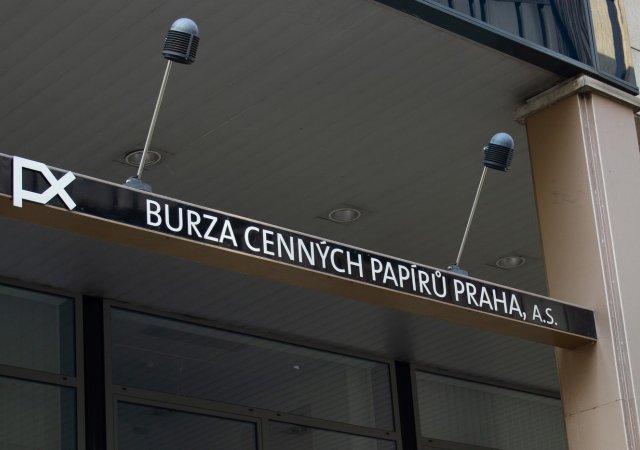 PX BURZA CENNÝCH PAPÍRŮ PRAHA, A.S.